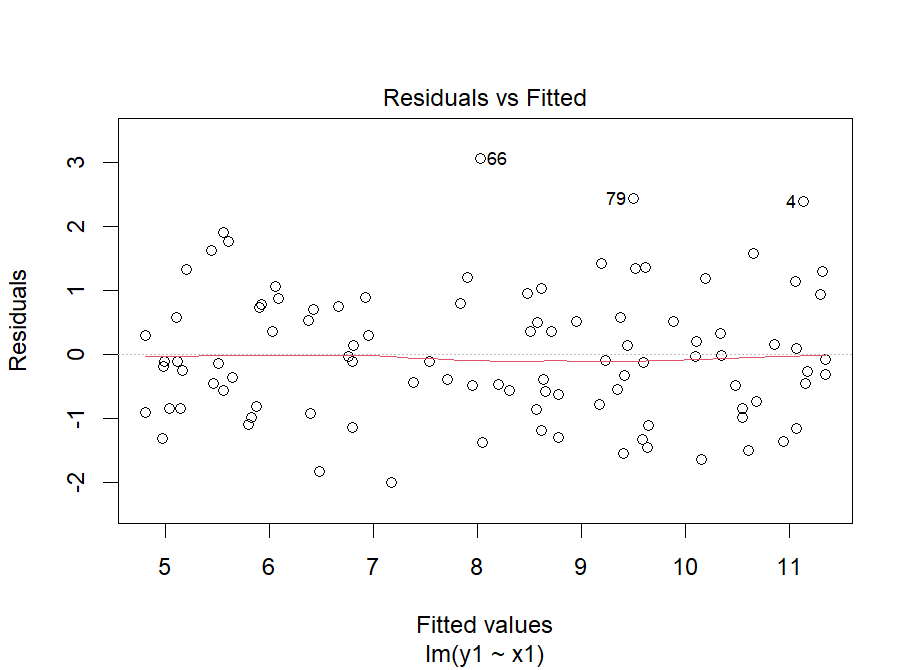 Residuals vs Fitted
3
2
1
0
-1
-2
Residuals
66
79
4
5 6 7 8 9 10 11
Fitted values
lm(y1 ~ x1)